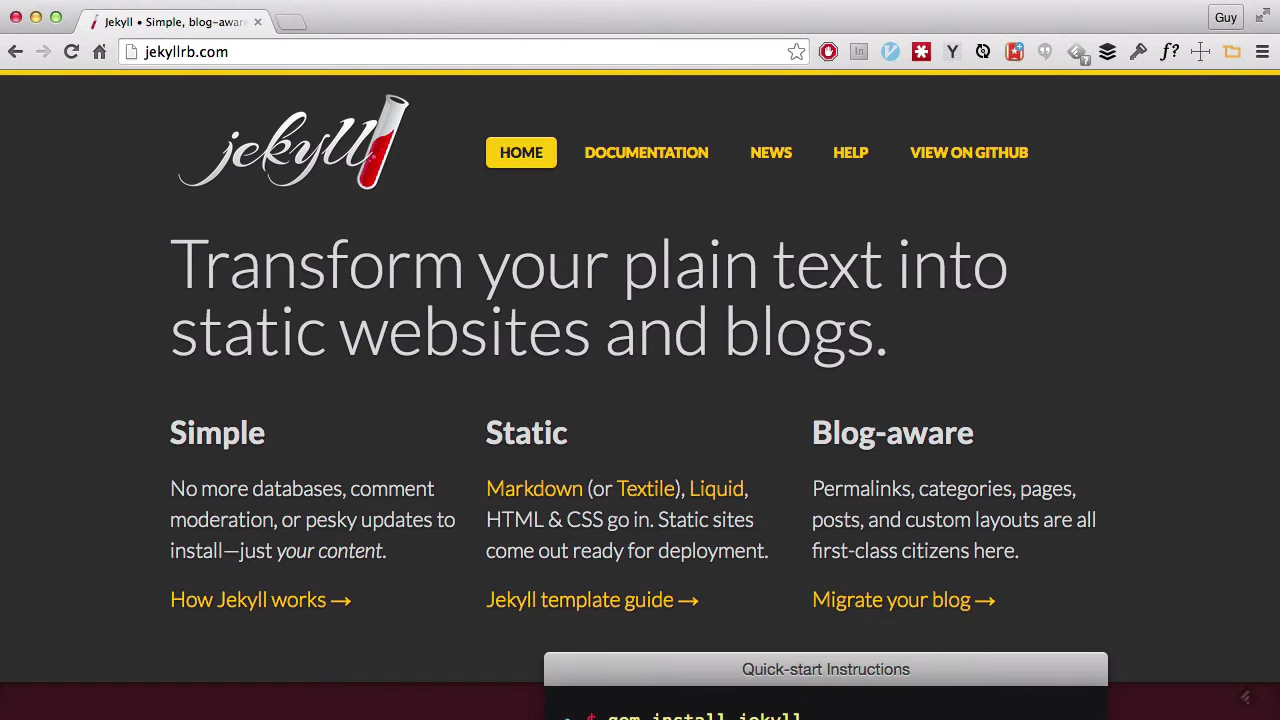 Jekyll • Simple, blog-aware
Guy
jekyllrb.com
jekyll
HOME
DOCUMENTATION
NEWS
HELP
VIEW ON GITHUB
Transform your plain text into
static websites and blogs.
Simple
No more databases, comment
moderation, or pesky updates to
install—just your content.
How Jekyll works →
Static
Markdown (or Textile), Liquid,
HTML & CSS go in. Static sites
come out ready for deployment.
Jekyll template guide →
Blog-aware
Permalinks, categories, pages,
posts, and custom layouts are all
first-class citizens here.
Migrate your blog →
Quick-start Instructions
$ gem install jekyll